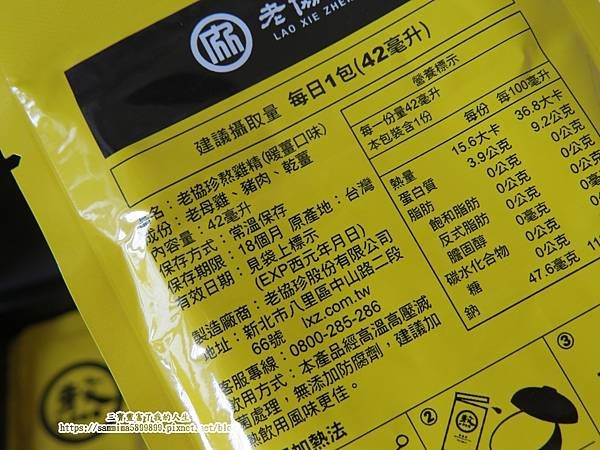 老協
LAO XIE ZHEN
建議攝取量 每日1包(42毫升)
品名：老協珍熬雞精(暖薑口味)
成份：老母雞、豬肉、乾薑
內容量：42毫升
保存方式：常溫保存
保存期限：18個月 原產地：台灣
有效日期：見袋上標示
(EXP西元年月日)
製造廠商：老協珍股份有限公司
地址：新北市八里區中山路二段
66號 lxz.com.tw
客服專線：0800-285-286
飲用方式：本產品經高溫高壓滅
菌處理，無添加防腐劑，建議加
熱飲用風味更佳。
加熱法
營養標示
每一份量42毫升
本包裝含1份
每份 每100毫升
熱量 15.6大卡 36.8大卡
蛋白質 3.9公克 9.2公克
脂肪 0公克 0公克
飽和脂肪 0公克 0公克
反式脂肪 0公克 0公克
膽固醇 0毫克 0毫克
碳水化合物 0公克 0公克
糖 0公克 0公克
鈉 47.6毫克 11
②
③
三寶豐富了我的人生
https://sammima5809899.pixnet.net/blog